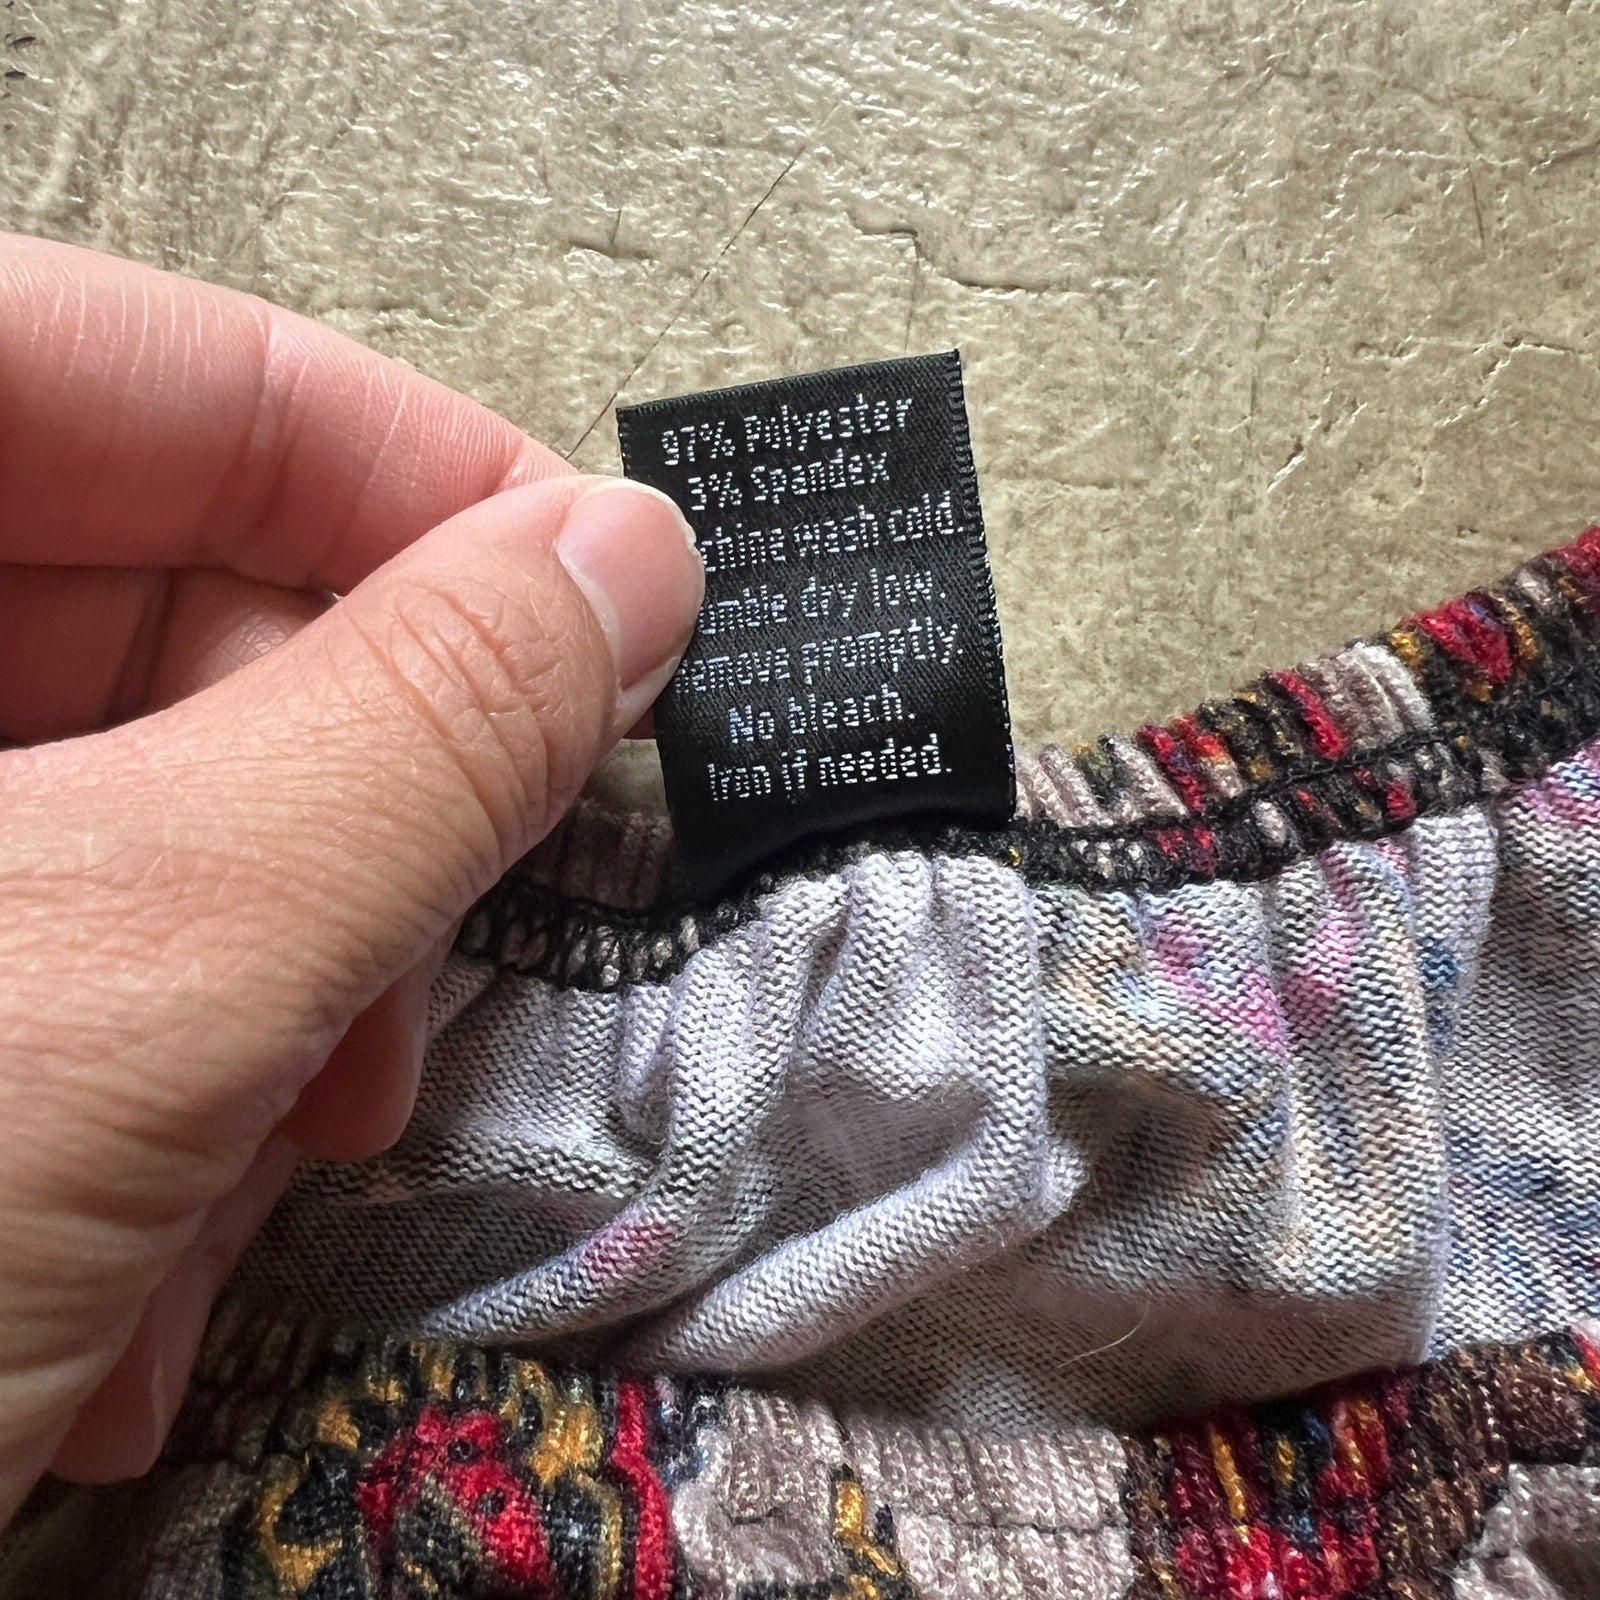 97% Polyester
3% Spandex
chine wash cold.
umble dry low.
emove promptly
No bleach.
Iron if needed.